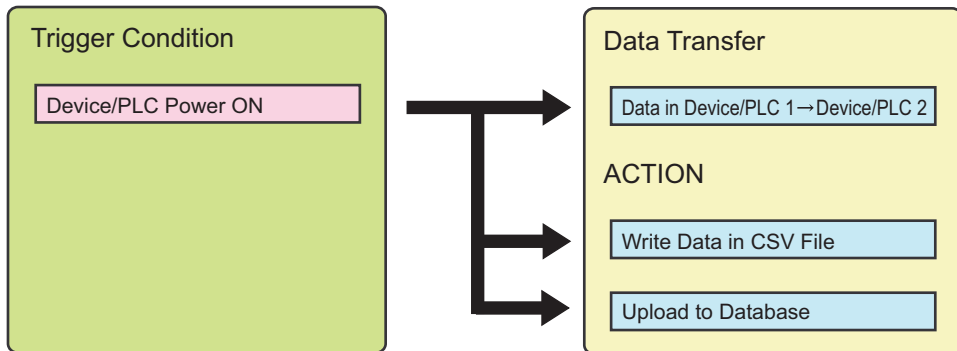 Trigger Condition
Device/PLC Power ON
Data Transfer
Data in Device/PLC 1→Device/PLC 2
ACTION
Write Data in CSV File
Upload to Database